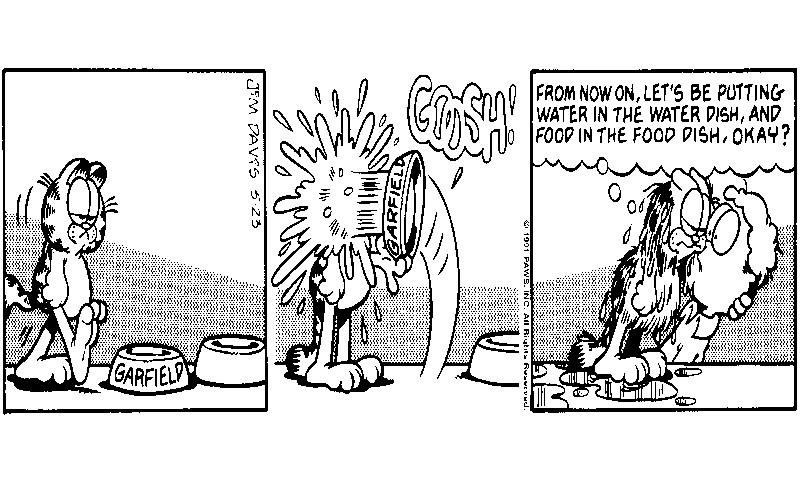 JIM DAVIS 5-23
GARFIELD
GOOSH!
GARFIELD
© 1991 PAWS, INC. All Rights Reserved.
FROM NOW ON, LET'S BE PUTTING
WATER IN THE WATER DISH, AND
FOOD IN THE FOOD DISH, OKAY?